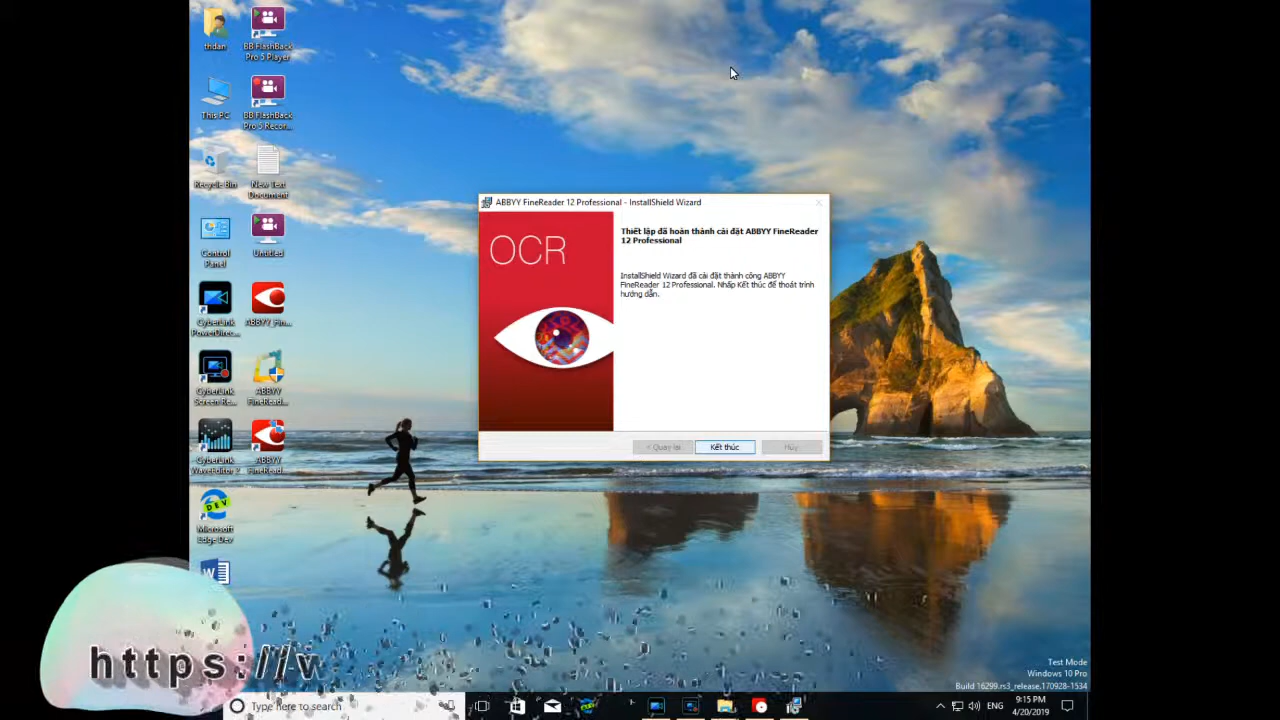 thdan
BB FlashBack
Pro 5 Player
This PC
BB FlashBack
Pro 5 Recor...
Recycle Bin
New Text
Document
Control
Panel
Untitled
CyberLink
PowerDirec...
ABBYY_Fin...
CyberLink
Screen Re...
ABBYY
FineRead...
CyberLink
WaveEditor 2
ABBYY
FineRead...
DEV
Microsoft
Edge Dev
ABBYY FineReader 12 Professional - InstallShield Wizard
OCR
Thiết lập đã hoàn thành cài đặt ABBYY FineReader
12 Professional
InstallShield Wizard đã cài đặt thành công ABBYY
FineReader 12 Professional. Nhấp Kết thúc để thoát trình
hướng dẫn.
< Quay lại
Kết thúc
Hủy
https://v
Test Mode
Windows 10 Pro
Build 16299.rs3_release.170928-1534
Type here to search
ENG
9:15 PM
4/20/2019